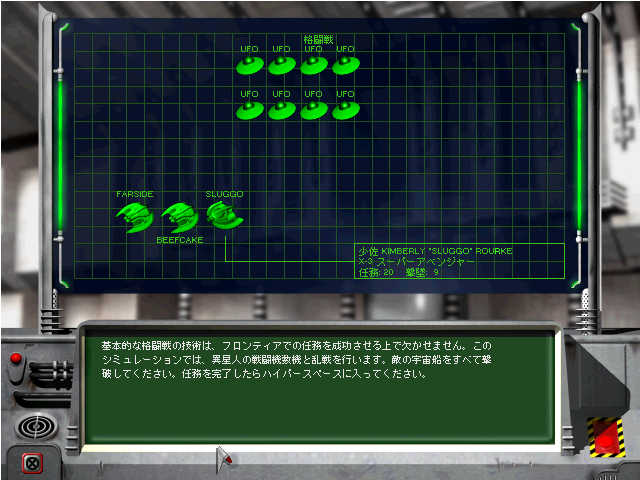 格闘戦
UFO UFO UFO UFO
UFO UFO UFO UFO
FARSIDE
SLUGGO
BEEFCAKE
少佐 KIMBERLY "SLUGGO" ROURKE
X-3 スーパーアベンジャー
任務: 20 撃墜: 9
基本的な格闘戦の技術は、フロンティアでの任務を成功させる上で欠かせません。この
シミュレーションでは、異星人の戦闘機数機と乱戦を行います。敵の宇宙船をすべて撃
破してください。任務を完了したらハイパースペースに入ってください。